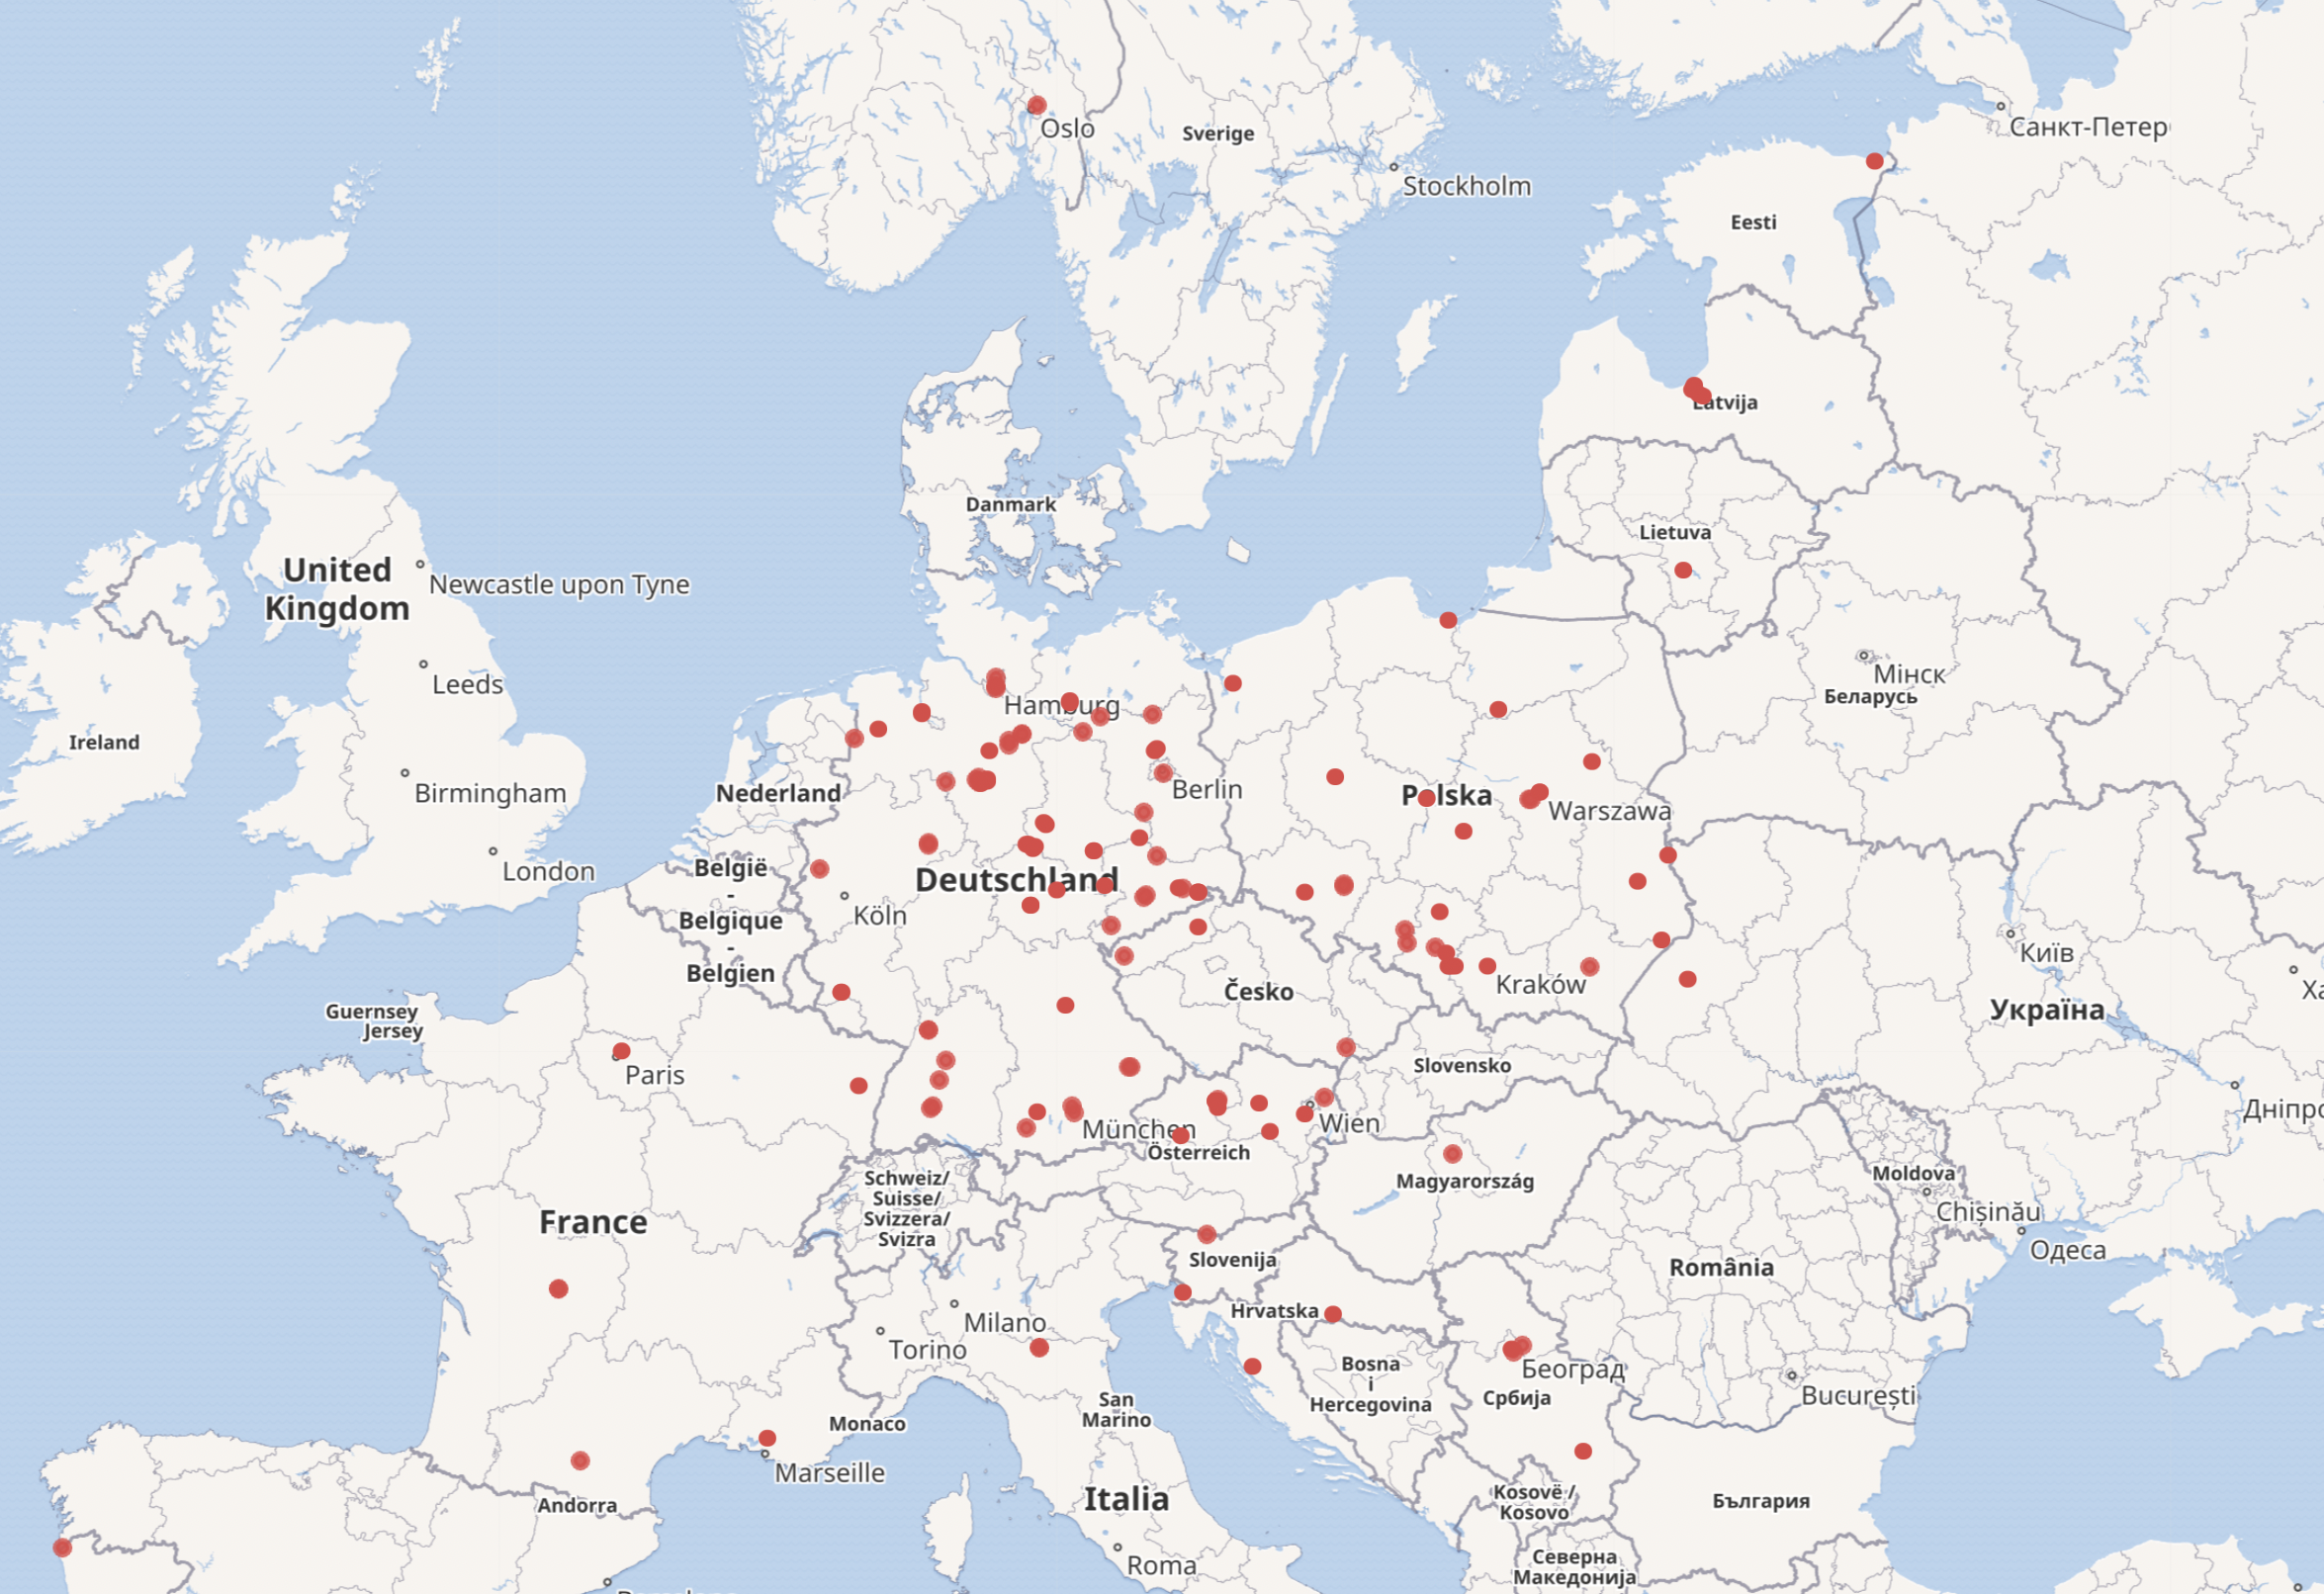 Oslo
Sverige
Санкт-Петер
Stockholm
Eesti
Latvija
Danmark
Lietuva
United
Kingdom
Newcastle upon Tyne
Мінск
Беларусь
Leeds
Hamburg
Ireland
Birmingham
Nederland
Berlin
Polska
Warszawa
London
België
-
Belgique
-
Belgien
Deutschland
Köln
Київ
Kraków
Česko
Ха
Україна
Guernsey
Jersey
Paris
Slovensko
Дніпро
München
Wien
Österreich
Schweiz/
Suisse/
Svizzera/
Svizra
Magyarország
Moldova
Chișinău
France
Одеса
Slovenija
România
Milano
Hrvatska
Torino
Bosna
i
Hercegovina
Београд
Србија
București
San
Marino
Monaco
Marseille
Andorra
Italia
Kosovë /
Kosovo
България
Roma
Северна
Македонија